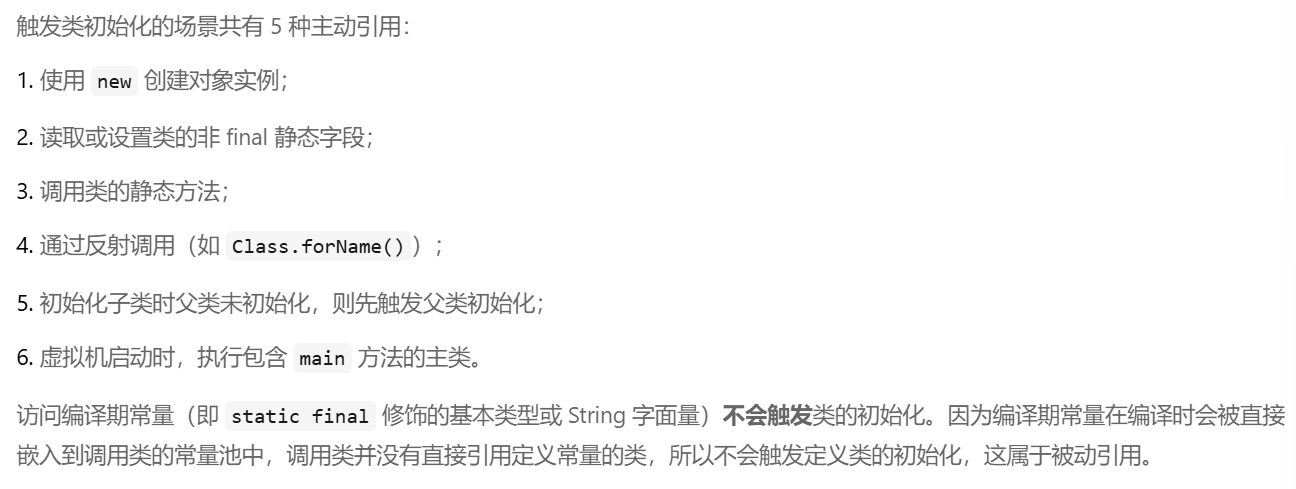 触发类初始化的场景共有 5 种主动引用：
1. 使用 new 创建对象实例；
2. 读取或设置类的非 final 静态字段；
3. 调用类的静态方法；
4. 通过反射调用（如 Class.forName()）；
5. 初始化子类时父类未初始化，则先触发父类初始化；
6. 虚拟机启动时，执行包含 main 方法的主类。
访问编译期常量（即 static final 修饰的基本类型或 String 字面量）不会触发类的初始化。因为编译期常量在编译时会被直接
嵌入到调用类的常量池中，调用类并没有直接引用定义常量的类，所以不会触发定义类的初始化，这属于被动引用。